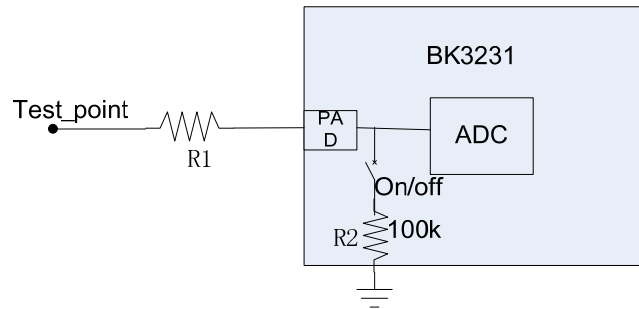 BK3231
Test_point
R1
PA
D
ADC
On/off
R2
100k